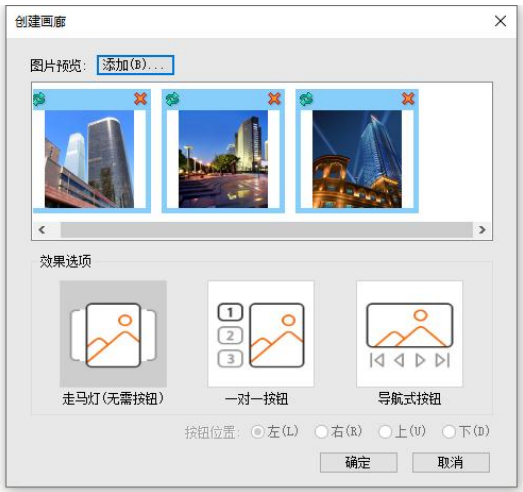 创建画廊
图片预览: 添加(B)...
效果选项
1
2
3
走马灯(无需按钮) 一对一按钮 导航式按钮
按钮位置: 左(L) 右(R) 上(U) 下(D)
确定 取消